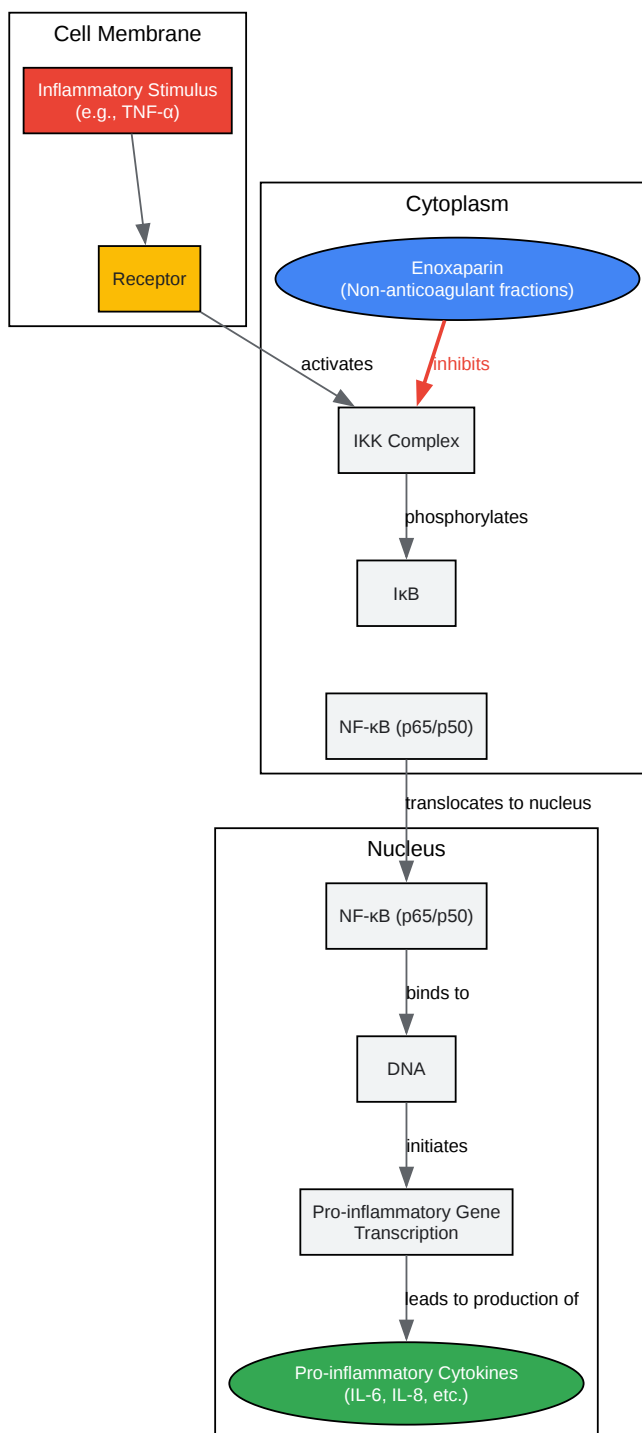 Cell Membrane
Inflammatory Stimulus
(e.g., TNF-α)
Receptor
Cytoplasm
Enoxaparin
(Non-anticoagulant fractions)
activates
inhibits
IKK Complex
phosphorylates
IκB
NF-κB (p65/p50)
translocates to nucleus
Nucleus
NF-κB (p65/p50)
binds to
DNA
initiates
Pro-inflammatory Gene
Transcription
leads to production of
Pro-inflammatory Cytokines
(IL-6, IL-8, etc.)